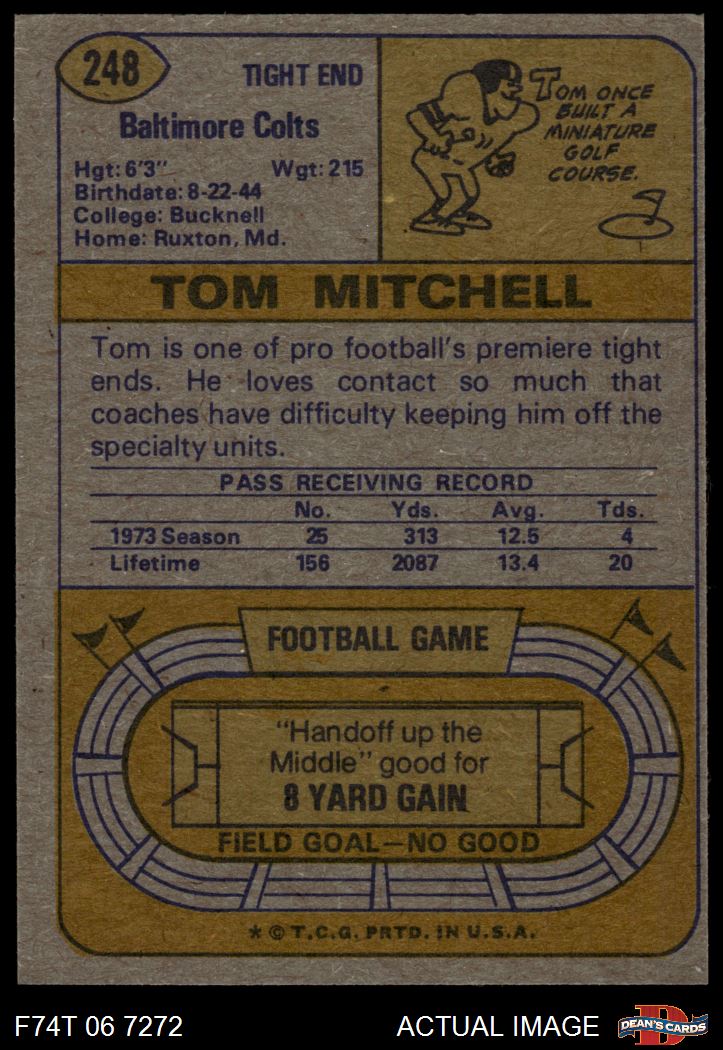 248
TIGHT END
Baltimore Colts
Hgt: 6'3" Wgt: 215
Birthdate: 8-22-44
College: Bucknell
Home: Ruxton, Md.
TOM ONCE
BUILT A
MINIATURE
GOLF
COURSE.
TOM MITCHELL
Tom is one of pro football's premiere tight
ends. He loves contact so much that
coaches have difficulty keeping him off the
specialty units.
PASS RECEIVING RECORD
No. Yds. Avg. Tds.
1973 Season 25 313 12.5 4
Lifetime 156 2087 13.4 20
FOOTBALL GAME
"Handoff up the
Middle" good for
8 YARD GAIN
FIELD GOAL—NO GOOD
* © T.C.G. PRTD. IN U.S.A.
F74T 06 7272 ACTUAL IMAGE
D
DEAN'S CARDS